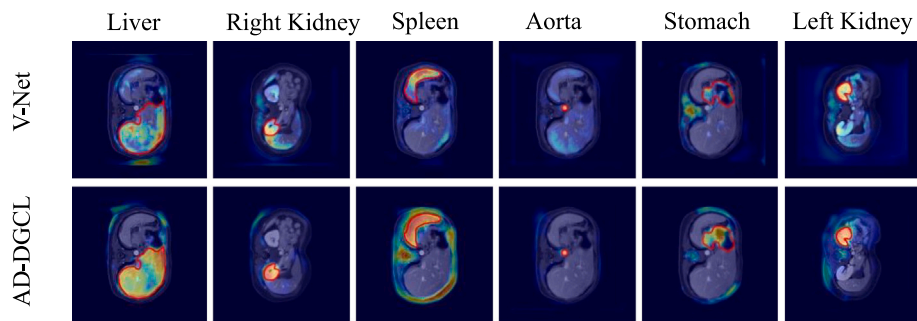 Liver Right Kidney Spleen Aorta Stomach Left Kidney
V-Net
AD-DGCL